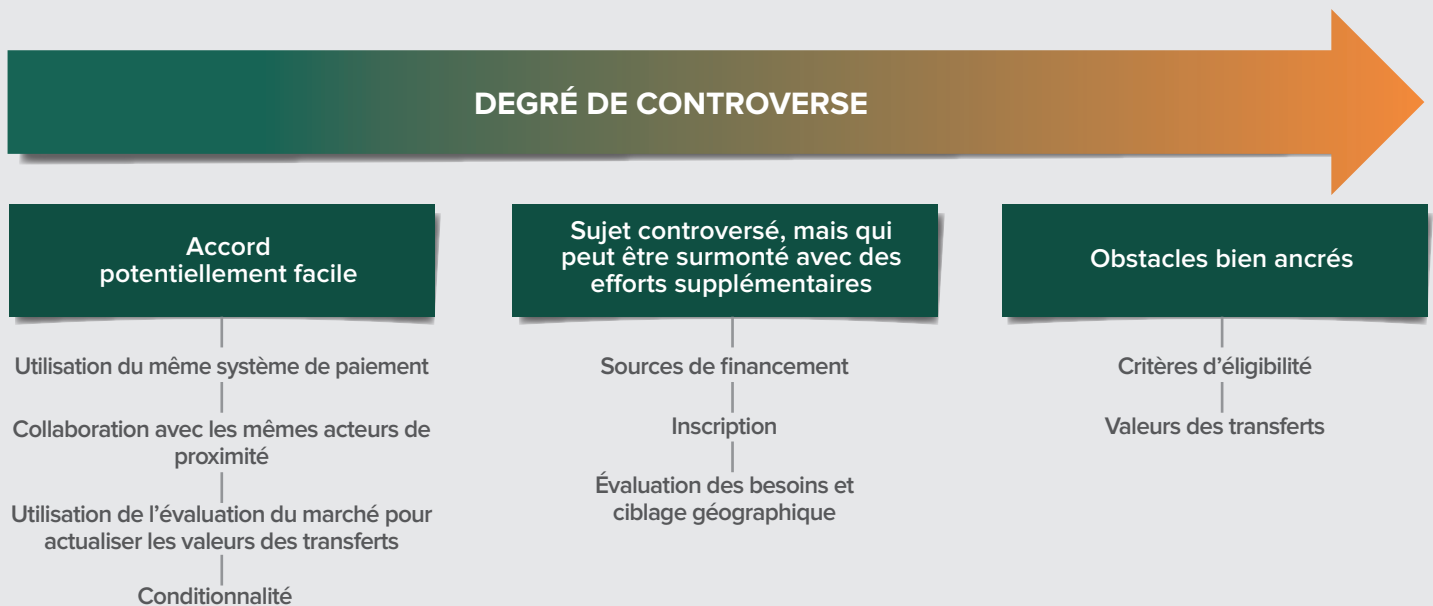 DEGRÉ DE CONTROVERSE
Accord
potentiellement facile
Utilisation du même système de paiement
Collaboration avec les mêmes acteurs de
proximité
Utilisation de l’évaluation du marché pour
actualiser les valeurs des transferts
Conditionnalité
Sujet controversé, mais qui
peut être surmonté avec des
efforts supplémentaires
Sources de financement
Inscription
Évaluation des besoins et
ciblage géographique
Obstacles bien ancrés
Critères d’éligibilité
Valeurs des transferts